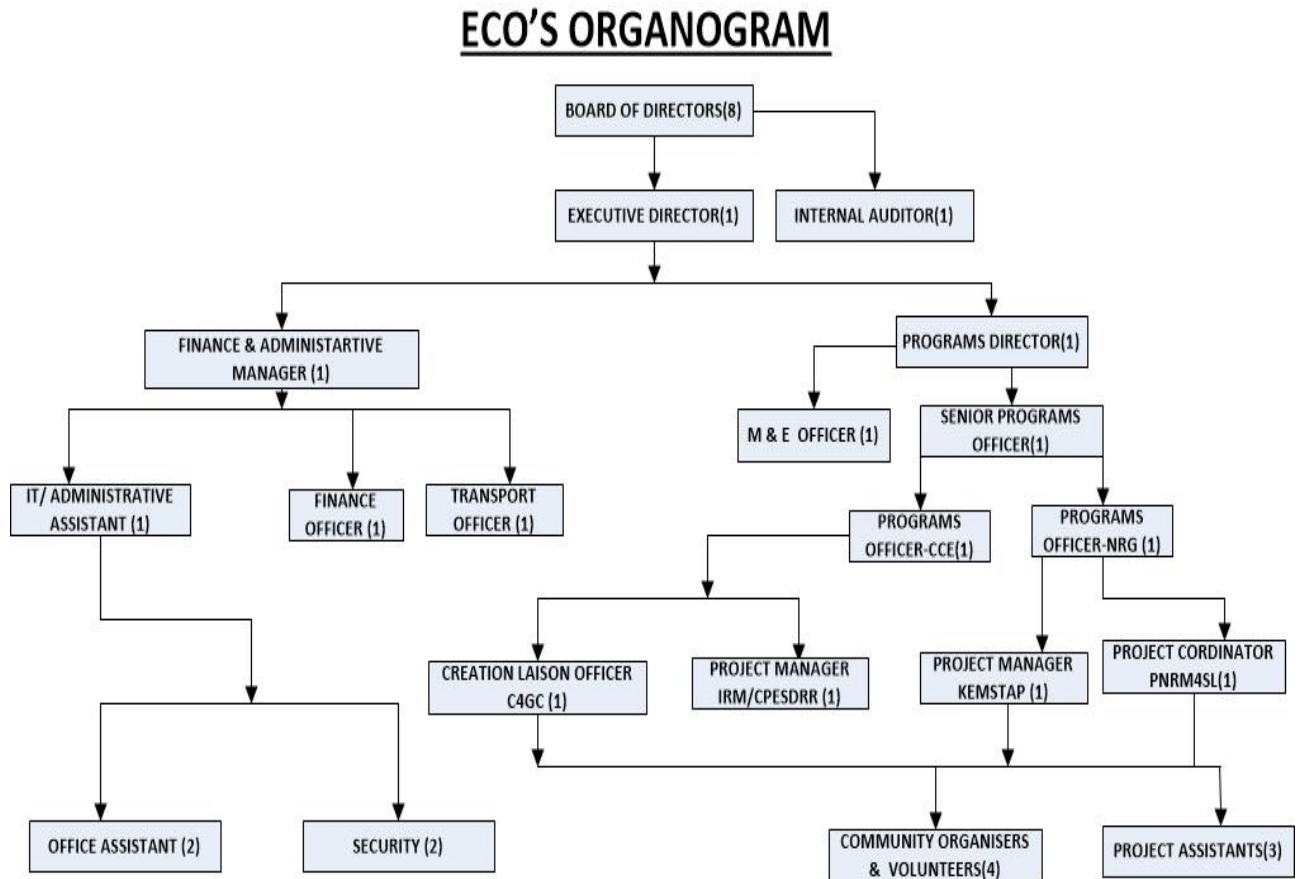 ECO'S ORGANOGRAM
BOARD OF DIRECTORS(8)
EXECUTIVE DIRECTOR(1)
INTERNAL AUDITOR(1)
FINANCE & ADMINISTARTIVE
MANAGER (1)
PROGRAMS DIRECTOR(1)
M & E OFFICER (1)
SENIOR PROGRAMS
OFFICER(1)
IT/ ADMINISTRATIVE
ASSISTANT (1)
FINANCE
OFFICER (1)
TRANSPORT
OFFICER (1)
PROGRAMS
OFFICER-CCE(1)
PROGRAMS
OFFICER-NRG (1)
CREATION LAISON OFFICER
C4GC (1)
PROJECT MANAGER
IRM/CPESDRR (1)
PROJECT MANAGER
KEMSTAP (1)
PROJECT CORDINATOR
PNRM4SL(1)
OFFICE ASSISTANT (2)
SECURITY (2)
COMMUNITY ORGANISERS
& VOLUNTEERS(4)
PROJECT ASSISTANTS(3)